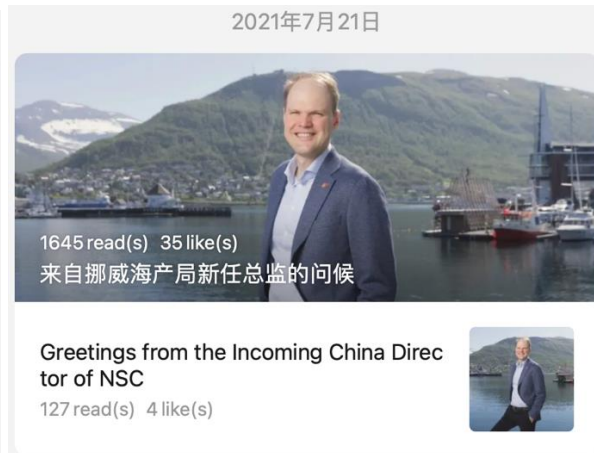 2021年7月21日
1645 read(s) 35 like(s)
来自挪威海产局新任总监的问候
Greetings from the Incoming China Direc
tor of NSC
127 read(s) 4 like(s)